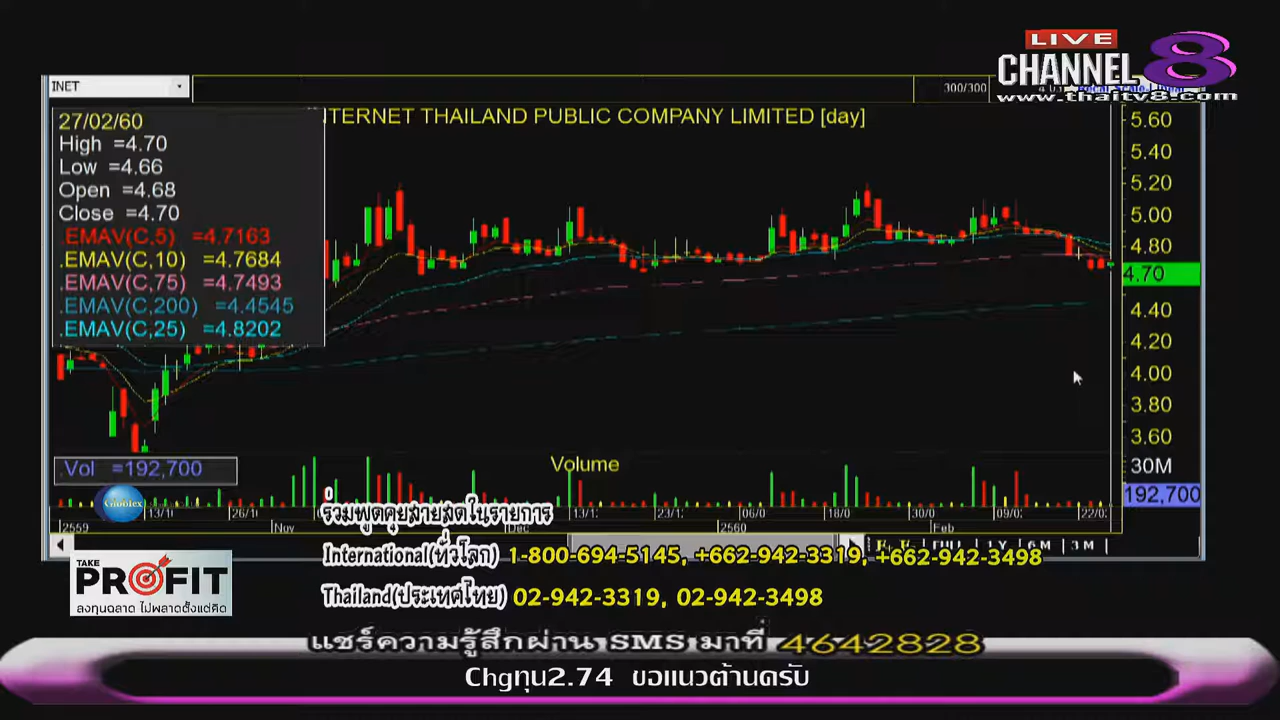 LIVE
CHANNEL 8
www.thaitv8.com
INET
300/300
INTERNET THAILAND PUBLIC COMPANY LIMITED [day]
27/02/60
High =4.70
Low =4.66
Open =4.68
Close =4.70
.EMAV(C,5) =4.7163
.EMAV(C,10) =4.7684
.EMAV(C,75) =4.7493
.EMAV(C,200) =4.4545
.EMAV(C,25) =4.8202
5.60
5.40
5.20
5.00
4.80
4.70
4.40
4.20
4.00
3.80
3.60
.Vol =192,700
Volume
30M
192,700
Globlex
2559
Nov
Dec
2560
Feb
ร่วมพูดคุยสายสดในรายการ
International(ทั่วโลก) 1-800-694-5145, +662-942-3319, +662-942-3498
Thailand(ประเทศไทย) 02-942-3319, 02-942-3498
TAKE PROFIT
ลงทุนฉลาด ไม่พลาดตั้งแต่คิด
แชร์ความรู้สึกผ่าน SMS มาที่ 4642828
Chgทุน2.74 ขอแนวต้านครับ